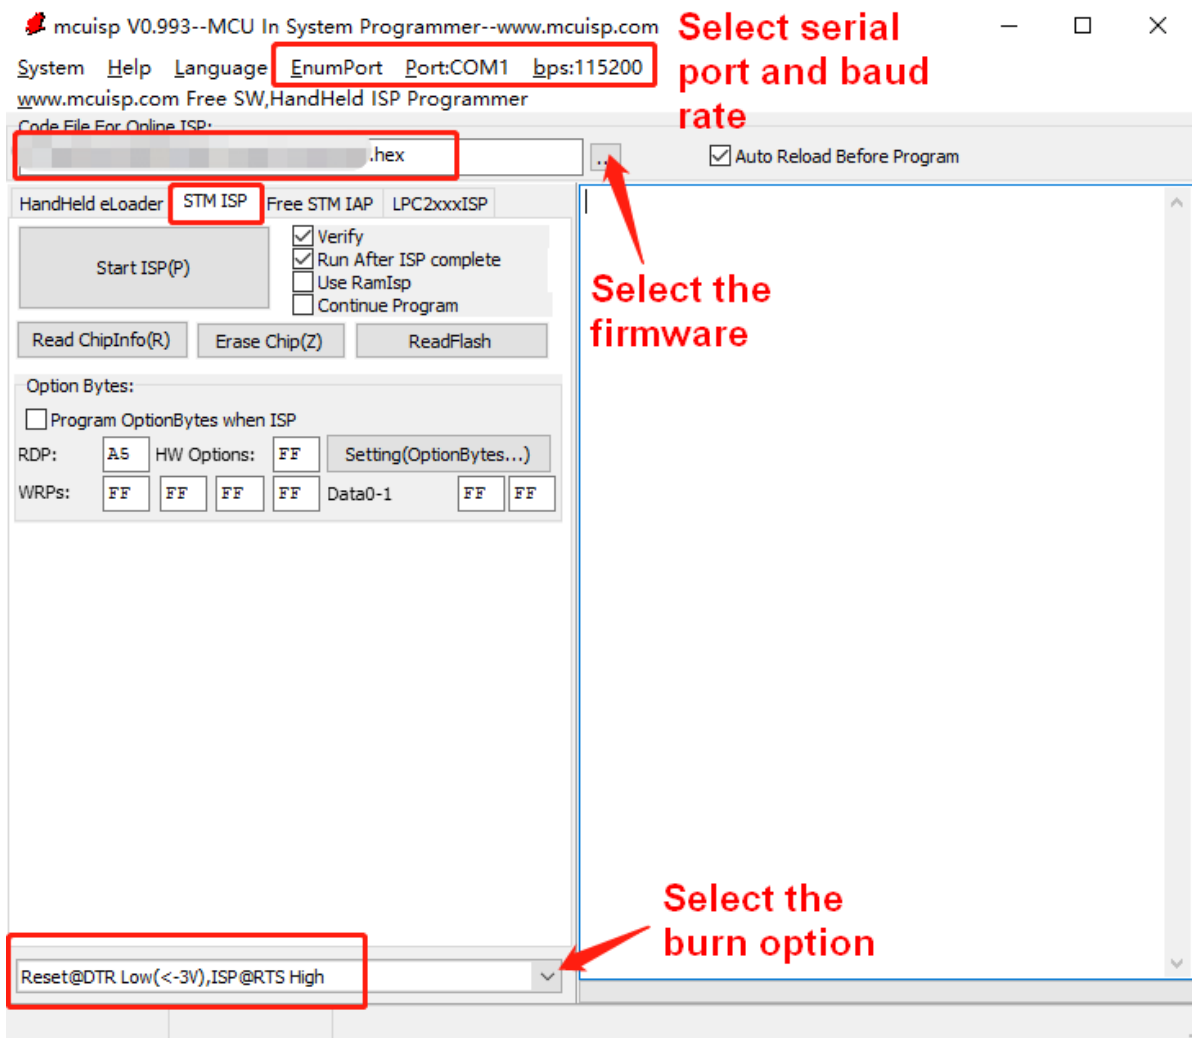 mcuisp V0.993--MCU In System Programmer--www.mcuisp.com
Select serial
port and baud
rate
System Help Language EnumPort Port:COM1 bps:115200
www.mcuisp.com Free SW,HandHeld ISP Programmer
Code File For Online ISP:
.hex
...
Auto Reload Before Program
HandHeld eLoader STM ISP Free STM IAP LPC2xxxISP
Start ISP(P)
Verify
Run After ISP complete
Use RamIsp
Continue Program
Select the
firmware
Read ChipInfo(R) Erase Chip(Z) ReadFlash
Option Bytes:
Program OptionBytes when ISP
RDP: A5 HW Options: FF Setting(OptionBytes...)
WRPs: FF FF FF FF Data0-1 FF FF
Select the
burn option
Reset@DTR Low(<-3V),ISP@RTS High